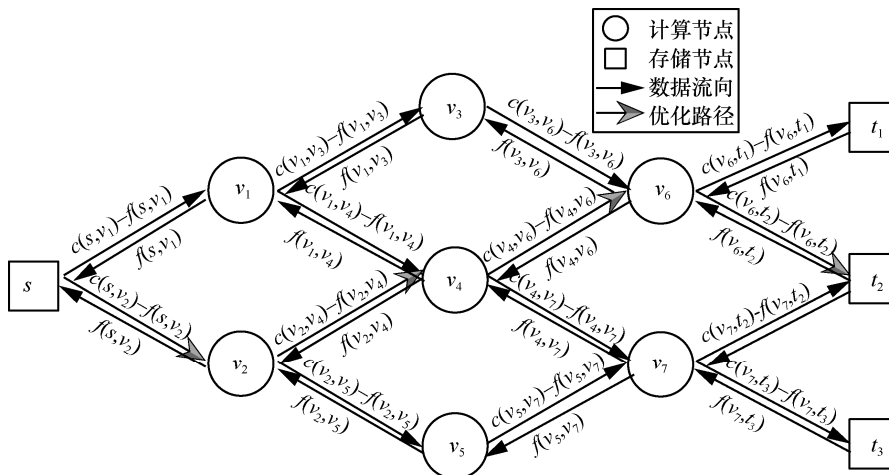 计算节点
存储节点
数据流向
优化路径
s
v₁
v₂
v₃
v₄
v₅
v₆
v₇
t₁
t₂
t₃
c(s,v₁)–f(s,v₁)
f(s,v₁)
c(s,v₂)–f(s,v₂)
f(s,v₂)
c(v₁,v₃)–f(v₁,v₃)
f(v₁,v₃)
c(v₁,v₄)–f(v₁,v₄)
f(v₁,v₄)
c(v₂,v₄)–f(v₂,v₄)
f(v₂,v₄)
c(v₂,v₅)–f(v₂,v₅)
f(v₂,v₅)
c(v₃,v₆)–f(v₃,v₆)
f(v₃,v₆)
c(v₄,v₆)–f(v₄,v₆)
f(v₄,v₆)
c(v₄,v₇)–f(v₄,v₇)
f(v₄,v₇)
c(v₅,v₇)–f(v₅,v₇)
f(v₅,v₇)
c(v₆,t₁)–f(v₆,t₁)
f(v₆,t₁)
c(v₆,t₂)–f(v₆,t₂)
f(v₆,t₂)
c(v₇,t₂)-f(v₇,t₂)
c(v₇,t₃)–f(v₇,t₃)
f(v₇,t₃)